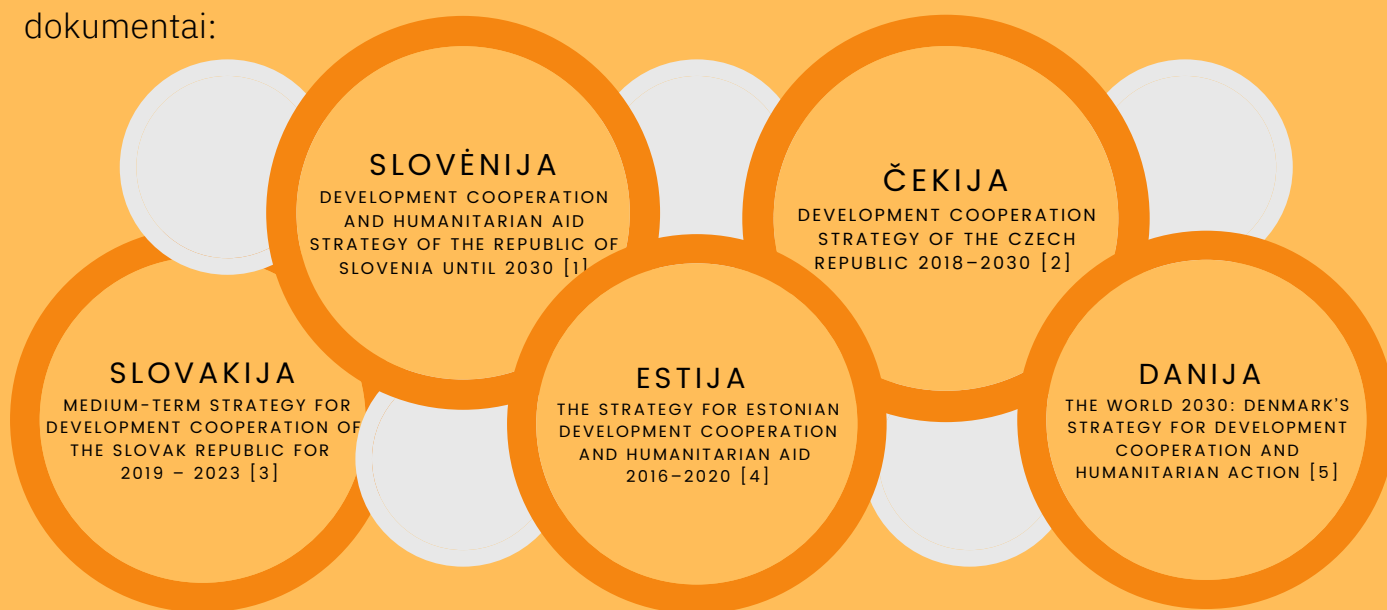 dokumentai:
SLOVĖNIJA
DEVELOPMENT COOPERATION
AND HUMANITARIAN AID
STRATEGY OF THE REPUBLIC OF
SLOVENIA UNTIL 2030 [1]
ČEKIJA
DEVELOPMENT COOPERATION
STRATEGY OF THE CZECH
REPUBLIC 2018–2030 [2]
SLOVAKIJA
MEDIUM-TERM STRATEGY FOR
DEVELOPMENT COOPERATION OF
THE SLOVAK REPUBLIC FOR
2019 – 2023 [3]
ESTIJA
THE STRATEGY FOR ESTONIAN
DEVELOPMENT COOPERATION
AND HUMANITARIAN AID
2016–2020 [4]
DANIJA
THE WORLD 2030: DENMARK'S
STRATEGY FOR DEVELOPMENT
COOPERATION AND
HUMANITARIAN ACTION [5]